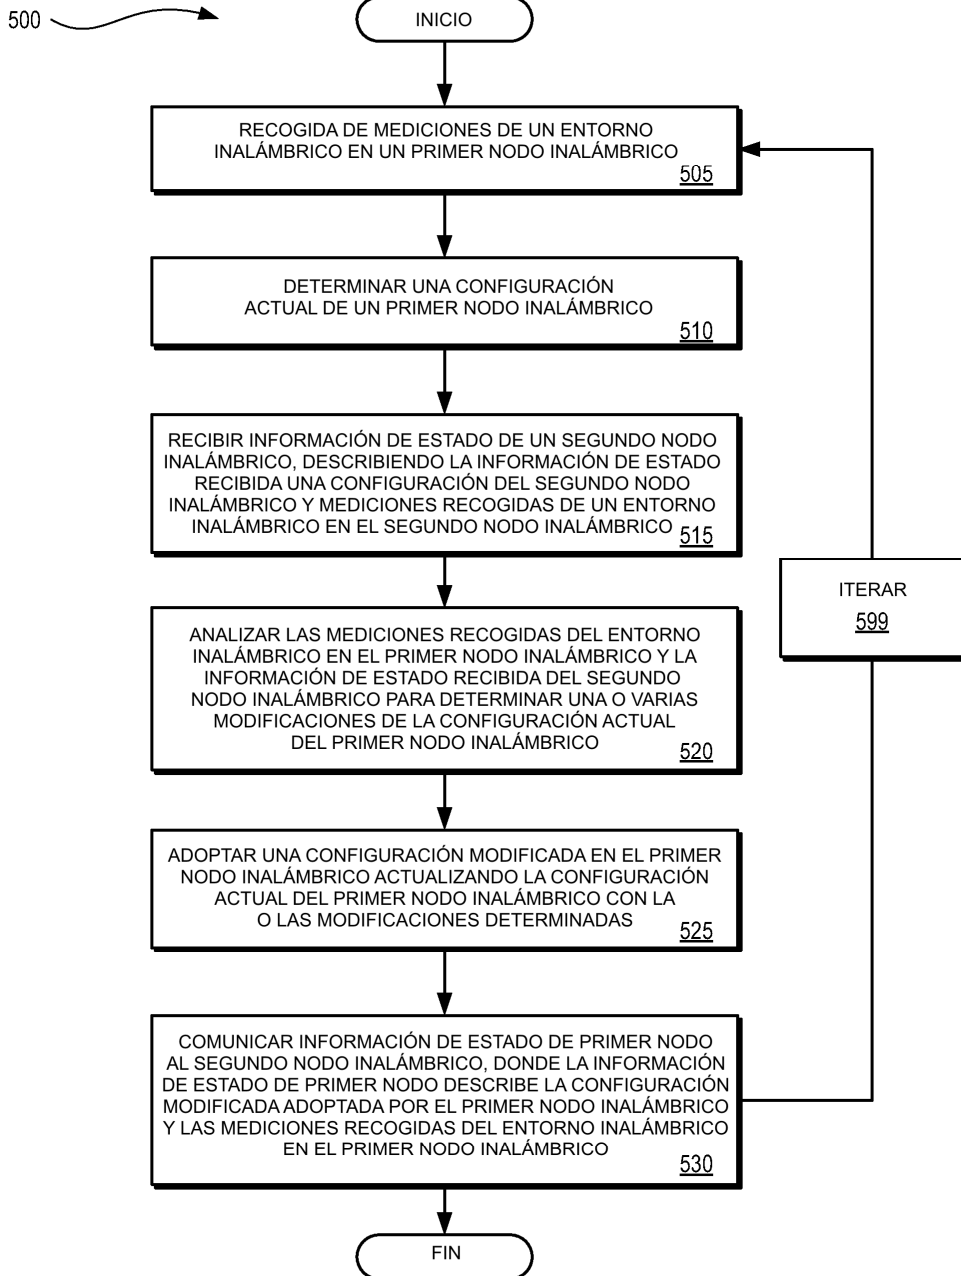 500
INICIO
RECOGIDA DE MEDICIONES DE UN ENTORNO
INALÁMBRICO EN UN PRIMER NODO INALÁMBRICO
505
DETERMINAR UNA CONFIGURACIÓN
ACTUAL DE UN PRIMER NODO INALÁMBRICO
510
RECIBIR INFORMACIÓN DE ESTADO DE UN SEGUNDO NODO
INALÁMBRICO, DESCRIBIENDO LA INFORMACIÓN DE ESTADO
RECIBIDA UNA CONFIGURACIÓN DEL SEGUNDO NODO
INALÁMBRICO Y MEDICIONES RECOGIDAS DE UN ENTORNO
INALÁMBRICO EN EL SEGUNDO NODO INALÁMBRICO
515
ITERAR
599
ANALIZAR LAS MEDICIONES RECOGIDAS DEL ENTORNO
INALÁMBRICO EN EL PRIMER NODO INALÁMBRICO Y LA
INFORMACIÓN DE ESTADO RECIBIDA DEL SEGUNDO
NODO INALÁMBRICO PARA DETERMINAR UNA O VARIAS
MODIFICACIONES DE LA CONFIGURACIÓN ACTUAL
DEL PRIMER NODO INALÁMBRICO
520
ADOPTAR UNA CONFIGURACIÓN MODIFICADA EN EL PRIMER
NODO INALÁMBRICO ACTUALIZANDO LA CONFIGURACIÓN
ACTUAL DEL PRIMER NODO INALÁMBRICO CON LA
O LAS MODIFICACIONES DETERMINADAS
525
COMUNICAR INFORMACIÓN DE ESTADO DE PRIMER NODO
AL SEGUNDO NODO INALÁMBRICO, DONDE LA INFORMACIÓN
DE ESTADO DE PRIMER NODO DESCRIBE LA CONFIGURACIÓN
MODIFICADA ADOPTADA POR EL PRIMER NODO INALÁMBRICO
Y LAS MEDICIONES RECOGIDAS DEL ENTORNO INALÁMBRICO
EN EL PRIMER NODO INALÁMBRICO
530
FIN